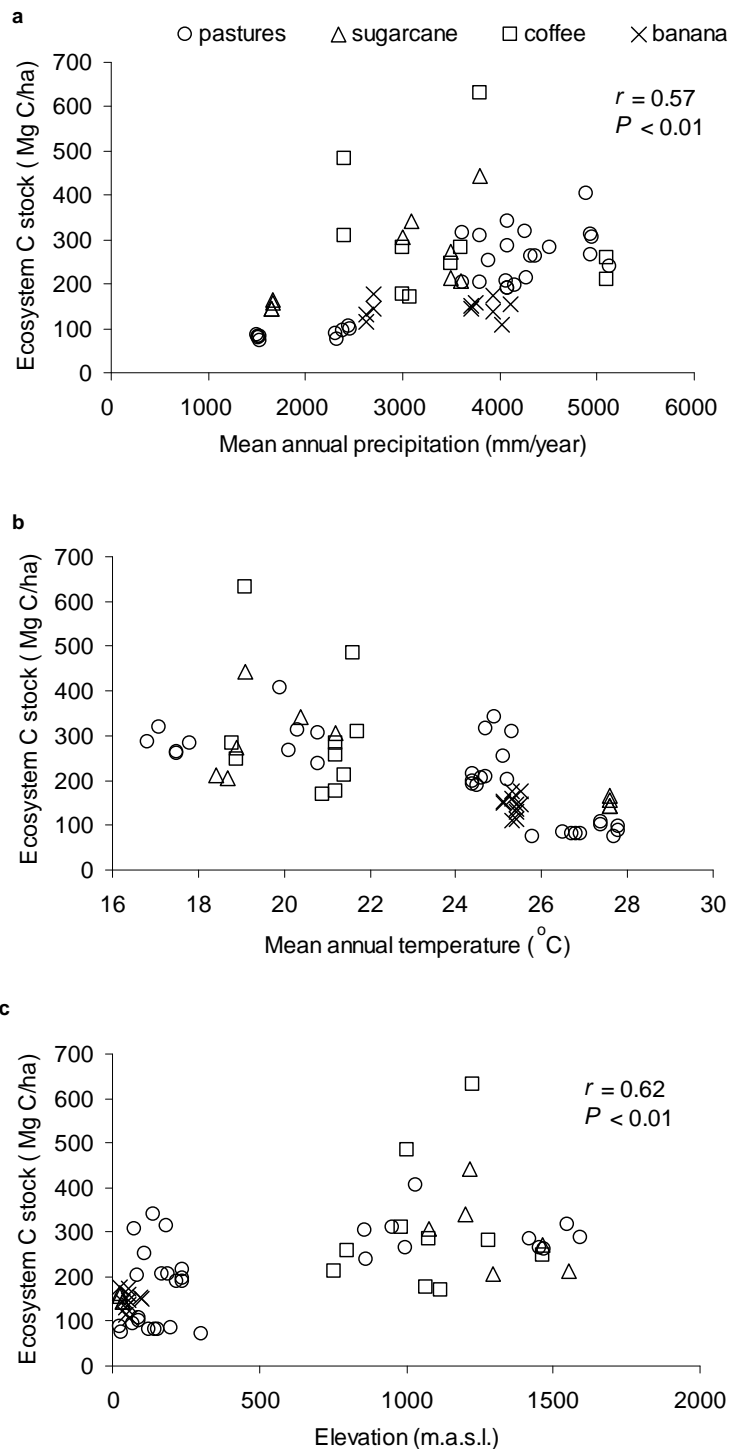 a
pastures sugarcane coffee banana
700
600
500
400
300
200
100
0
Ecosystem C stock ( Mg C/ha)
r = 0.57
P < 0.01
0 1000 2000 3000 4000 5000 6000
Mean annual precipitation (mm/year)
b
700
600
500
400
300
200
100
0
Ecosystem C stock ( Mg C/ha)
16 18 20 22 24 26 28 30
Mean annual temperature ( °C)
c
700
600
500
400
300
200
100
0
Ecosystem C stock ( Mg C/ha)
r = 0.62
P < 0.01
0 500 1000 1500 2000
Elevation (m.a.s.l.)